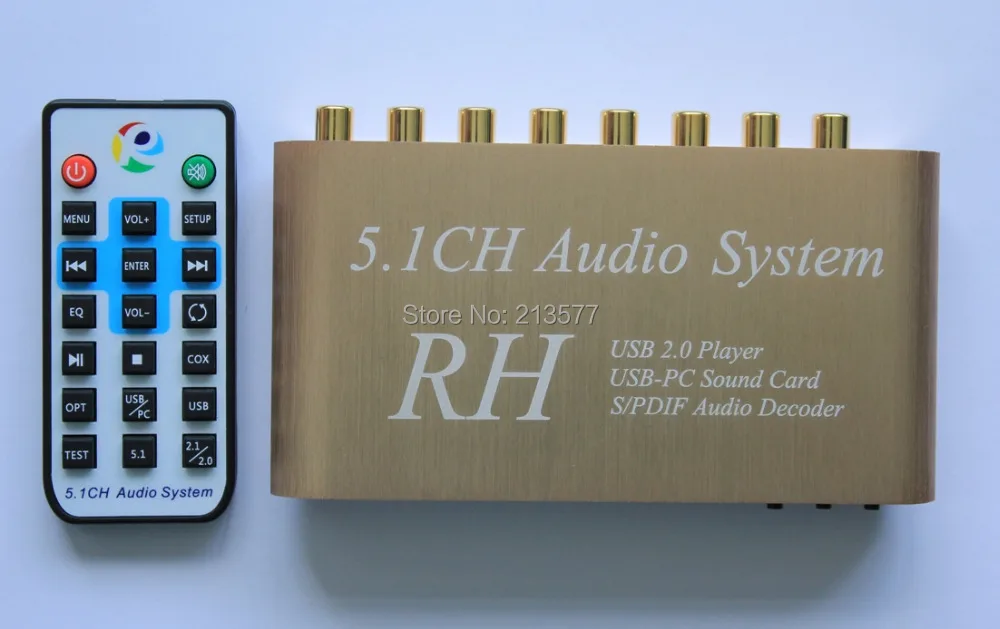 MENU
VOL+
SETUP
ENTER
EQ
VOL-
COX
OPT
USB/PC
USB
TEST
5.1
2.1/2.0
5.1CH Audio System
5.1CH Audio System
Store No: 213577
RH
USB 2.0 Player
USB-PC Sound Card
S/PDIF Audio Decoder